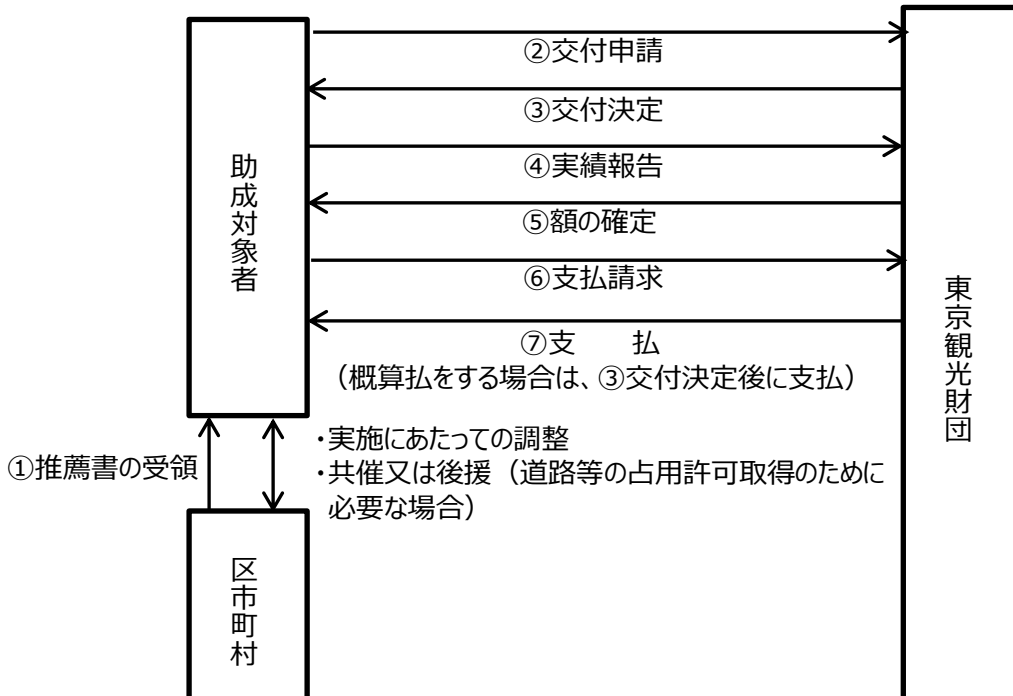 ②交付申請
③交付決定
④実績報告
⑤額の確定
⑥支払請求
⑦支　　払
（概算払をする場合は、③交付決定後に支払）
助成対象者
東京観光財団
①推薦書の受領
・実施にあたっての調整
・共催又は後援（道路等の占用許可取得のために
必要な場合）
区市町村